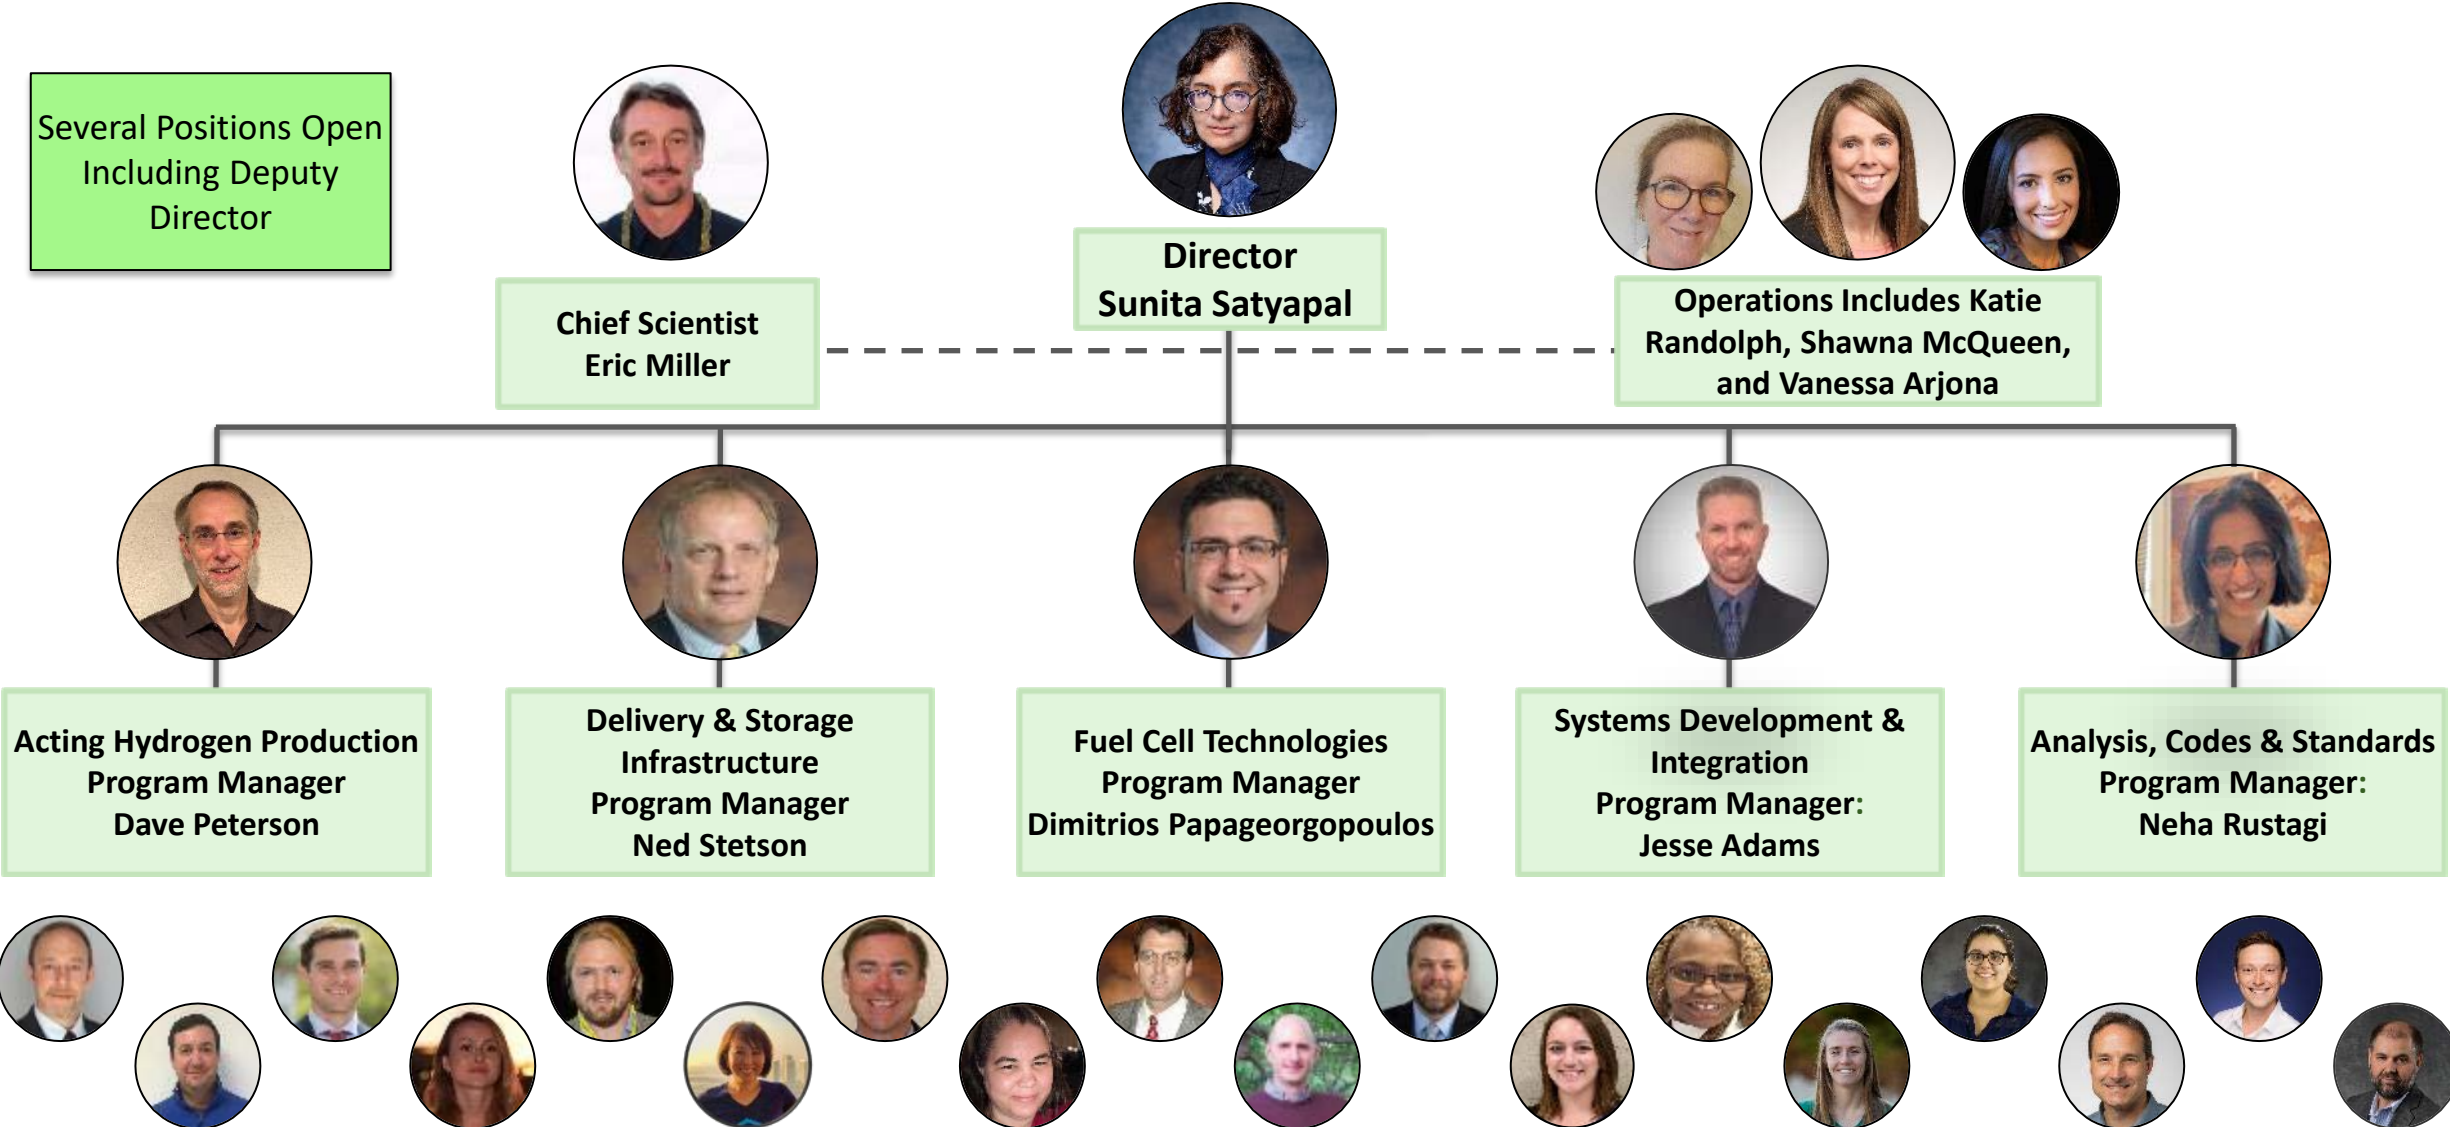 Several Positions Open
Including Deputy
Director
Director
Sunita Satyapal
Chief Scientist
Eric Miller
Operations Includes Katie
Randolph, Shawna McQueen,
and Vanessa Arjona
Acting Hydrogen Production
Program Manager
Dave Peterson
Delivery & Storage
Infrastructure
Program Manager
Ned Stetson
Fuel Cell Technologies
Program Manager
Dimitrios Papageorgopoulos
Systems Development &
Integration
Program Manager:
Jesse Adams
Analysis, Codes & Standards
Program Manager:
Neha Rustagi